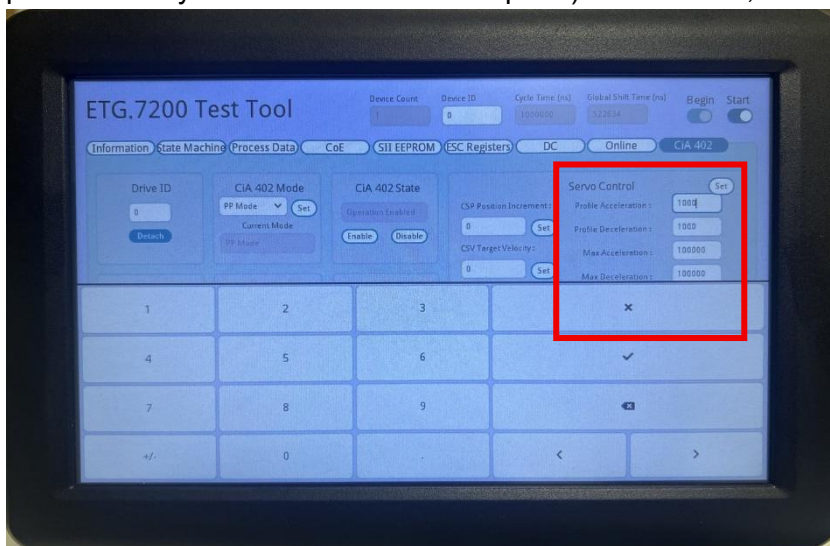 ETG.7200 Test Tool
Device Count
1
Device ID
0
Cycle Time (ns)
1000000
Global Shift Time (ns)
522634
Begin
Start
Information
State Machine
Process Data
CoE
SII EEPROM
ESC Registers
DC
Online
CiA 402
Drive ID
0
Detach
CiA 402 Mode
PP Mode
Set
Current Mode
PP Mode
CiA 402 State
Operation Enabled
Enable
Disable
CSP Position Increment :
0
Set
CSV Target Velocity :
0
Set
Servo Control
Set
Profile Acceleration :
1000
Profile Deceleration :
1000
Max Acceleration :
100000
Max Deceleration :
100000
1
2
3
4
5
6
7
8
9
+/-
0
.